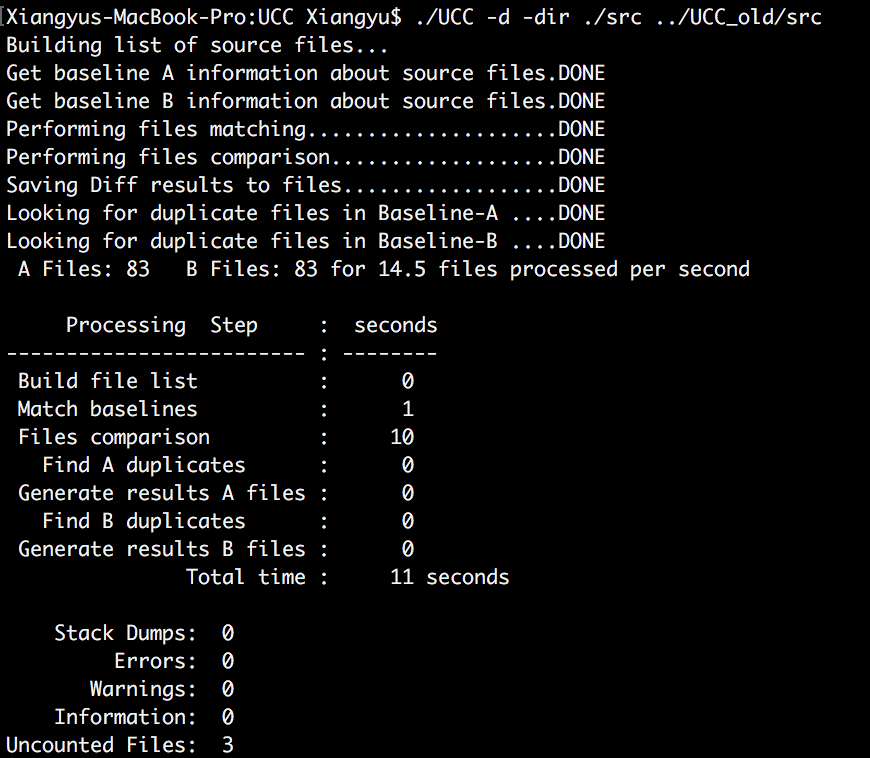 [Xiangyus-MacBook-Pro:UCC Xiangyu$ ./UCC -d -dir ./src ../UCC_old/src
Building list of source files...
Get baseline A information about source files.DONE
Get baseline B information about source files.DONE
Performing files matching.....................DONE
Performing files comparison...................DONE
Saving Diff results to files..................DONE
Looking for duplicate files in Baseline-A ....DONE
Looking for duplicate files in Baseline-B ....DONE
 A Files: 83   B Files: 83 for 14.5 files processed per second
     Processing  Step     :  seconds
------------------------- : --------
 Build file list          :      0
 Match baselines          :      1
 Files comparison         :     10
   Find A duplicates      :      0
 Generate results A files :      0
   Find B duplicates      :      0
 Generate results B files :      0
               Total time :     11 seconds
    Stack Dumps:  0
         Errors:  0
       Warnings:  0
    Information:  0
Uncounted Files:  3